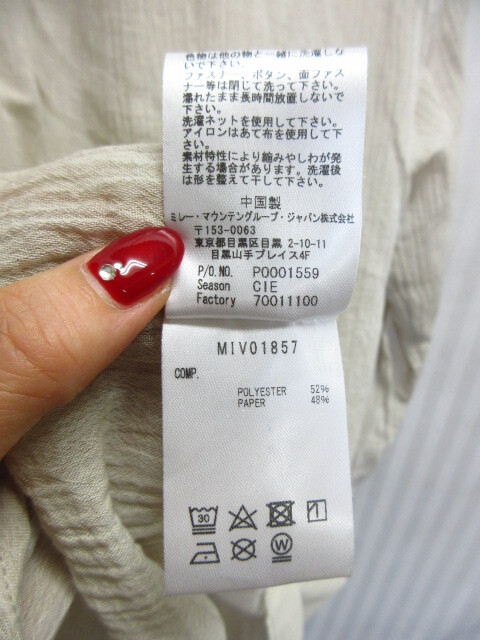 色物は他の物と一緒に洗濯しな
いで下さい。
ファスナー、ボタン、面ファス
ナー等は閉じて洗って下さい。
濡れたまま長時間放置しないで下
さい。
洗濯ネットを使用して下さい。
アイロンはあて布を使用して下
さい。
素材特性により縮みやしわが発
生する場合があります。洗濯後
は形を整えて干して下さい。
中国製
ミレー・マウンテングループ・ジャパン株式会社
〒153-0063
東京都目黒区目黒 2-10-11
目黒山手プレイス4F
P/O.NO. P0001559
Season CIE
Factory 70011100
MIV01857
COMP.
POLYESTER 52%
PAPER 48%
30
W